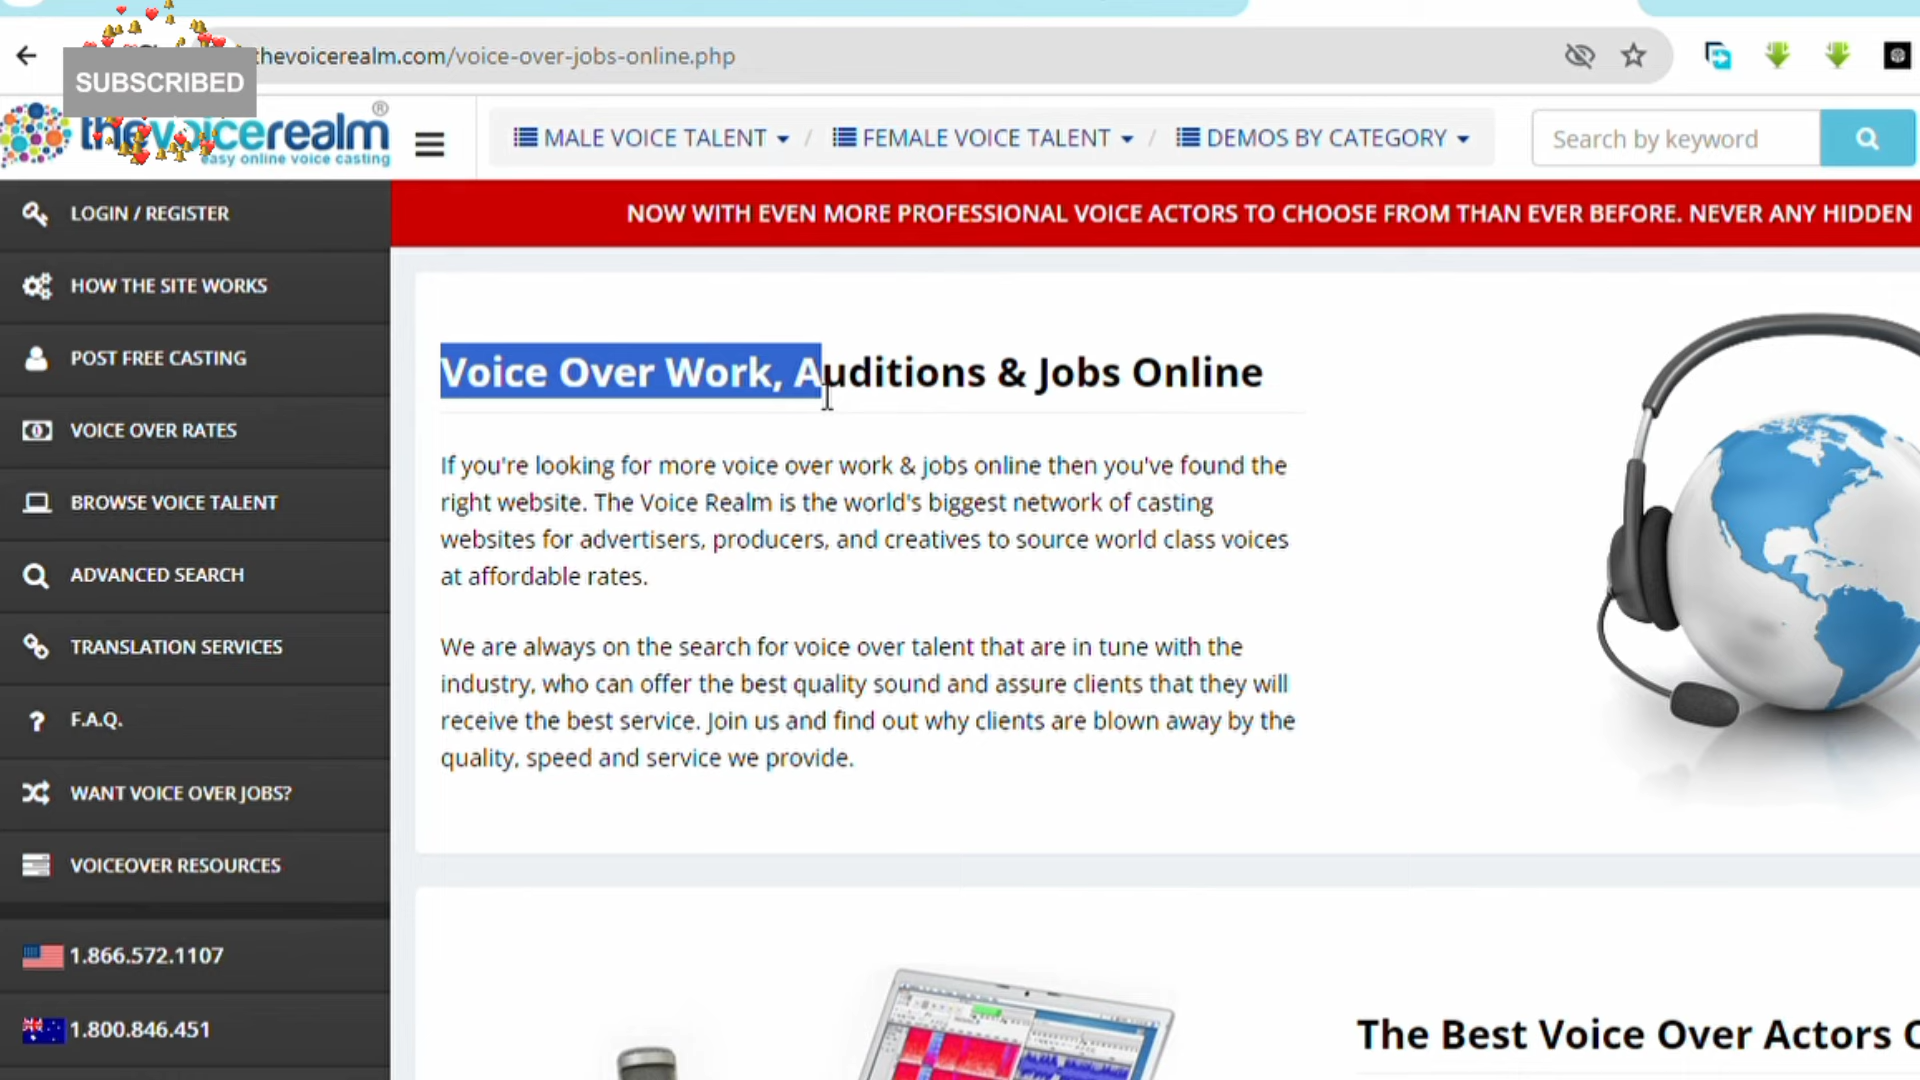 thevoicerealm.com/voice-over-jobs-online.php
SUBSCRIBED
thevoicerealm®
easy online voice casting
MALE VOICE TALENT / FEMALE VOICE TALENT / DEMOS BY CATEGORY
Search by keyword
LOGIN / REGISTER
NOW WITH EVEN MORE PROFESSIONAL VOICE ACTORS TO CHOOSE FROM THAN EVER BEFORE. NEVER ANY HIDDEN
HOW THE SITE WORKS
POST FREE CASTING
VOICE OVER RATES
BROWSE VOICE TALENT
ADVANCED SEARCH
TRANSLATION SERVICES
F.A.Q.
WANT VOICE OVER JOBS?
VOICEOVER RESOURCES
1.866.572.1107
1.800.846.451
Voice Over Work, Auditions & Jobs Online
If you're looking for more voice over work & jobs online then you've found the
right website. The Voice Realm is the world's biggest network of casting
websites for advertisers, producers, and creatives to source world class voices
at affordable rates.
We are always on the search for voice over talent that are in tune with the
industry, who can offer the best quality sound and assure clients that they will
receive the best service. Join us and find out why clients are blown away by the
quality, speed and service we provide.
The Best Voice Over Actors